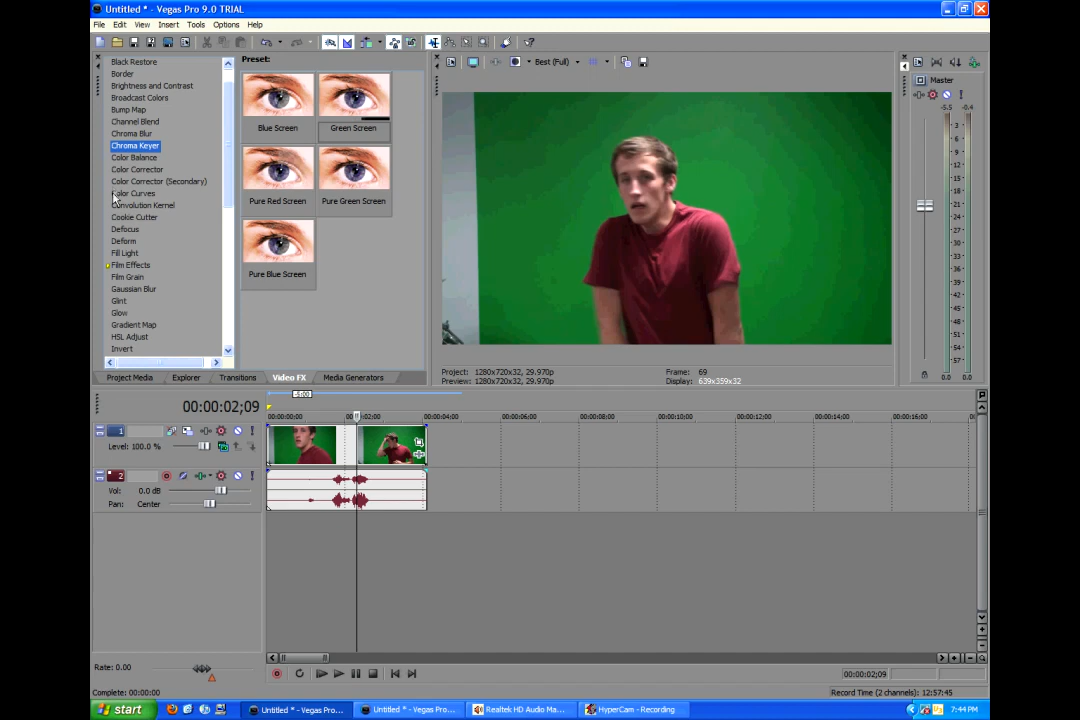 Untitled * - Vegas Pro 9.0 TRIAL
File Edit View Insert Tools Options Help
Black Restore
Border
Brightness and Contrast
Broadcast Colors
Bump Map
Channel Blend
Chroma Blur
Chroma Keyer
Color Balance
Color Corrector
Color Corrector (Secondary)
Color Curves
Convolution Kernel
Cookie Cutter
Defocus
Deform
Fill Light
Film Effects
Film Grain
Gaussian Blur
Glint
Glow
Gradient Map
HSL Adjust
Invert
Preset:
Blue Screen Green Screen
Pure Red Screen Pure Green Screen
Pure Blue Screen
Project Media Explorer Transitions Video FX Media Generators
Best (Full)
Project: 1280x720x32, 29.970p
Preview: 1280x720x32, 29.970p
Frame: 69
Display: 639x359x32
Master
-5.5 -0.4
3
6
9
12
15
18
21
24
27
30
33
36
39
42
45
48
51
54
57
0.0 0.0
00:00:02;09
-5:00
00:00:00;00 00:00:02;00 00:00:04;00 00:00:06;00 00:00:08;00 00:00:10;00 00:00:12;00 00:00:14;00 00:00:16;00
1
Level: 100.0 %
2
Vol: 0.0 dB
Pan: Center
Rate: 0.00
00:00:02;09
Complete: 00:00:00
Record Time (2 channels): 12:57:45
start Untitled * - Vegas Pro... Untitled * - Vegas Pro... Realtek HD Audio Ma... HyperCam - Recording 7:44 PM